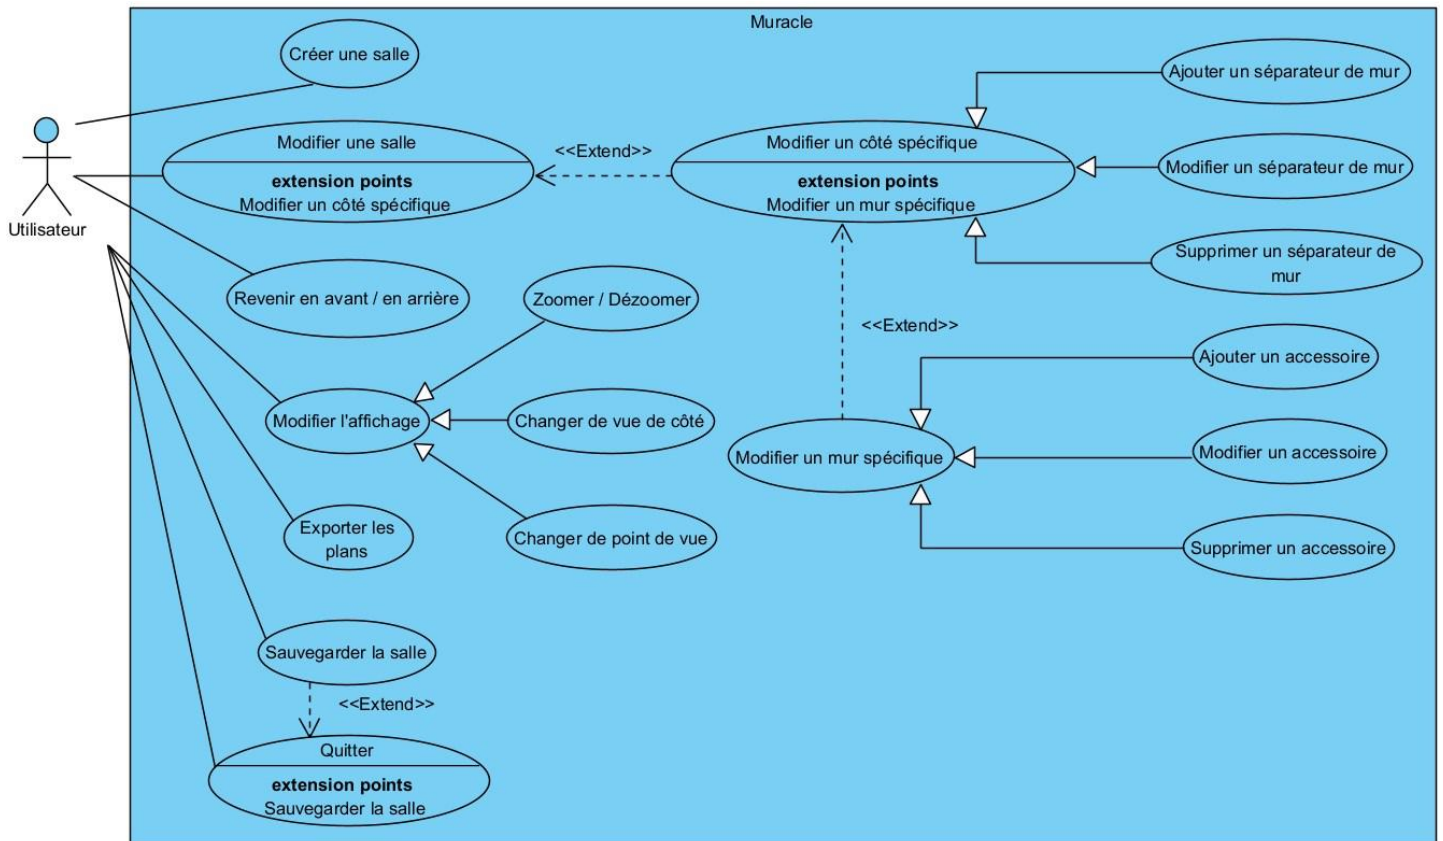 Muracle
Créer une salle
Ajouter un séparateur de mur
Modifier une salle
extension points
Modifier un côté spécifique
<<Extend>>
Modifier un côté spécifique
extension points
Modifier un mur spécifique
Modifier un séparateur de mur
Utilisateur
Supprimer un séparateur de
mur
Revenir en avant / en arrière
Zoomer / Dézoomer
<<Extend>>
Ajouter un accessoire
Modifier l'affichage
Changer de vue de côté
Modifier un mur spécifique
Modifier un accessoire
Exporter les
plans
Changer de point de vue
Supprimer un accessoire
Sauvegarder la salle
<<Extend>>
Quitter
extension points
Sauvegarder la salle